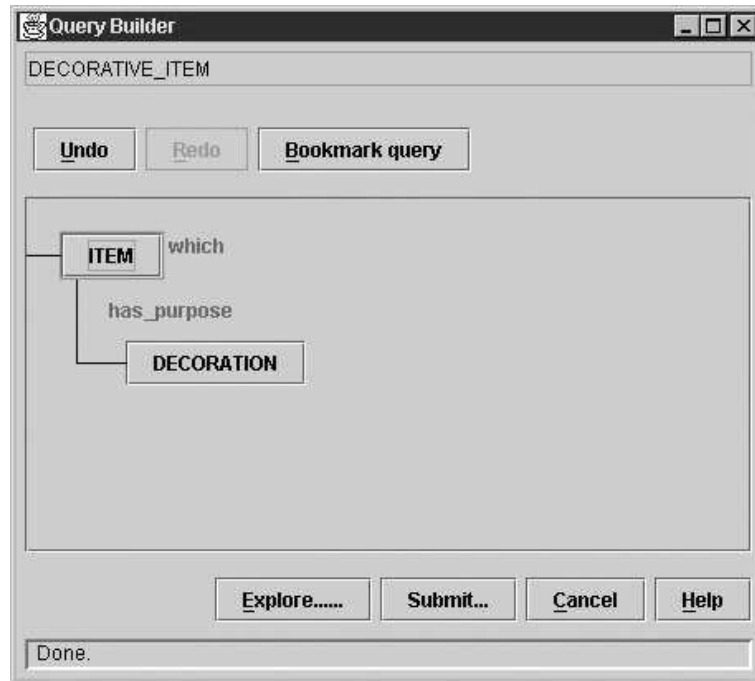 Query Builder
DECORATIVE_ITEM
Undo Redo Bookmark query
ITEM which
has_purpose
DECORATION
Explore...... Submit... Cancel Help
Done.